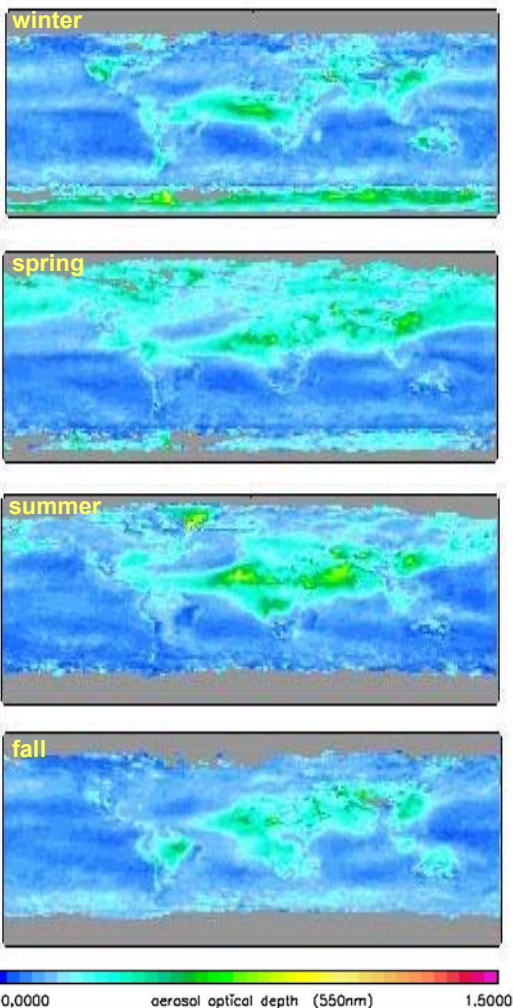 winter
spring
summer
fall
0.0000 aerosol optical depth (550nm) 1.5000